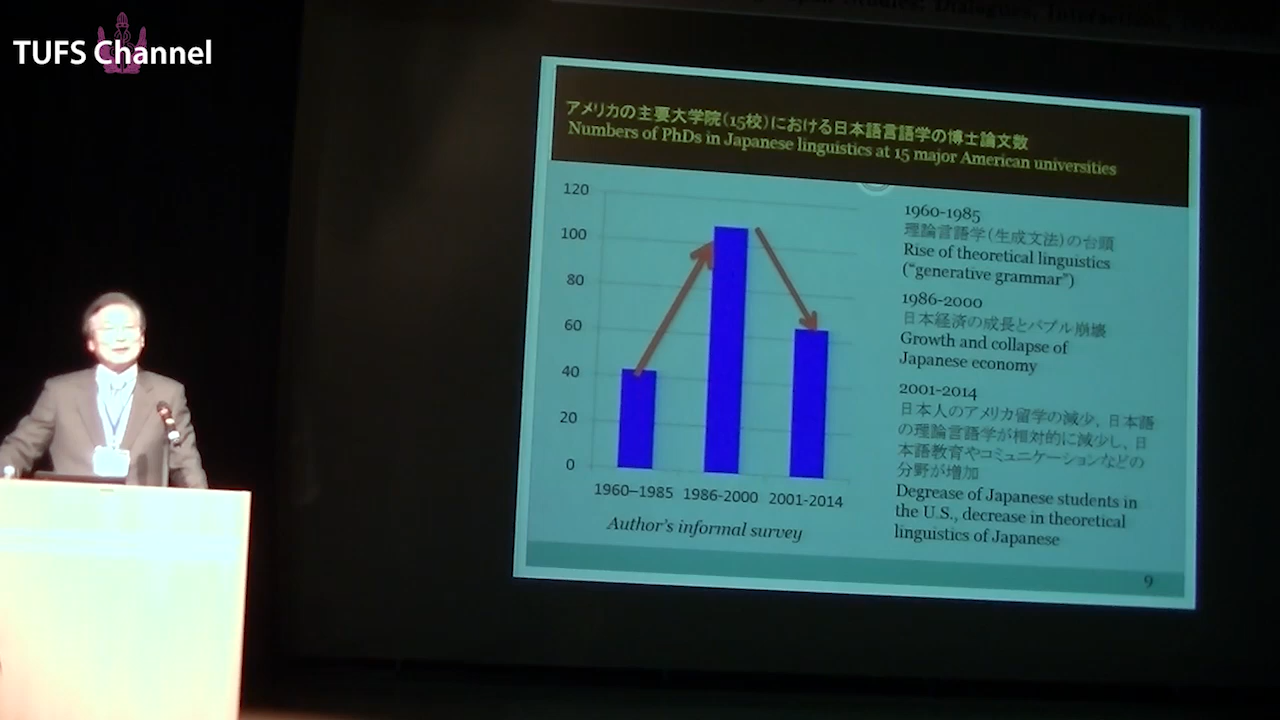 TUFS Channel
アメリカの主要大学院(15校)における日本語言語学の博士論文数
Numbers of PhDs in Japanese linguistics at 15 major American universities
120
100
80
60
40
20
0
1960–1985 1986-2000 2001-2014
Author's informal survey
1960-1985
理論言語学(生成文法)の台頭
Rise of theoretical linguistics
("generative grammar")
1986-2000
日本経済の成長とバブル崩壊
Growth and collapse of
Japanese economy
2001-2014
日本人のアメリカ留学の減少，日本語
の理論言語学が相対的に減少し、日
本語教育やコミュニケーションなどの
分野が増加
Degrease of Japanese students in
the U.S., decrease in theoretical
linguistics of Japanese
9